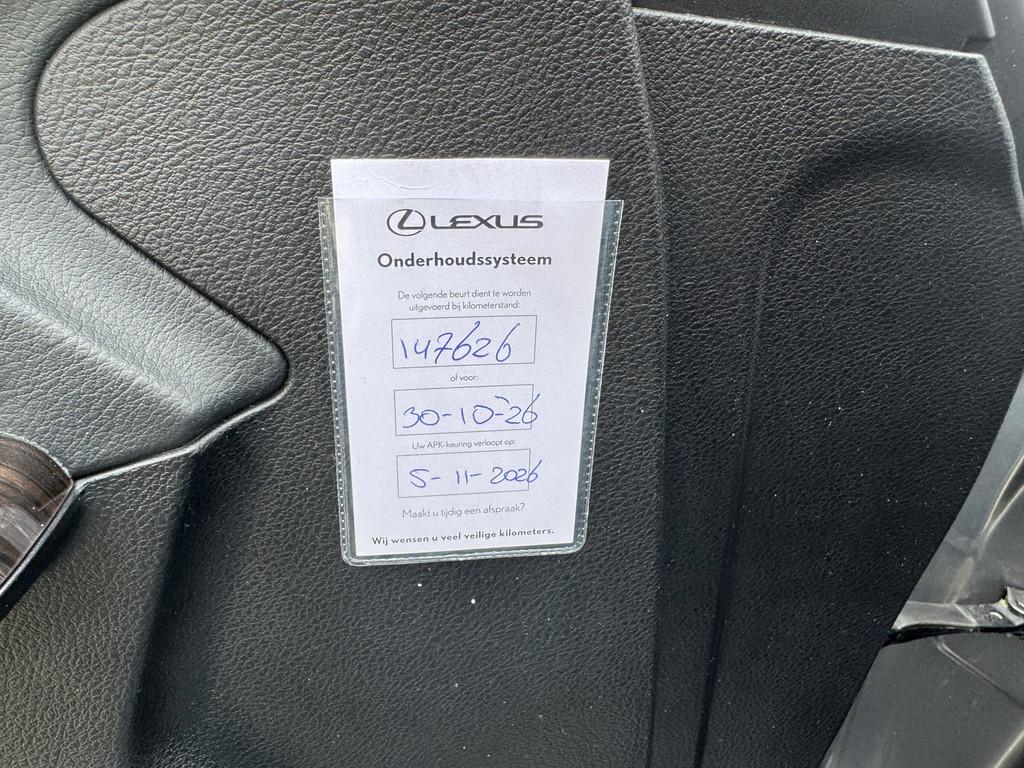 LEXUS
Onderhoudssysteem
De volgende beurt dient te worden
uitgevoerd bij kilometerstand:
147626
of voor:
30-10-26
Uw APK-keuring verloopt op:
5-11-2026
Maakt u tijdig een afspraak?
Wij wensen u veel veilige kilometers.